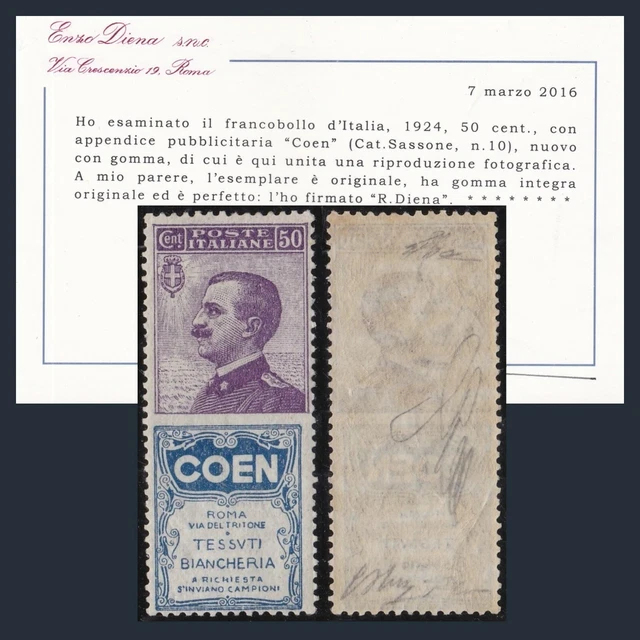 Enzo Diena s.n.c.
Via Crescenzio 19. Roma
7 marzo 2016
Ho esaminato il francobollo d'Italia, 1924, 50 cent., con
appendice pubblicitaria "Coen" (Cat.Sassone, n.10), nuovo
con gomma, di cui è qui unita una riproduzione fotografica.
A mio parere, l'esemplare è originale, ha gomma integra
originale ed è perfetto: l'ho firmato "R.Diena". * * * * * * * *
Cent. POSTE ITALIANE 50
COEN
ROMA
VIA DEL TRITONE
TESSVTI
BIANCHERIA
A RICHIESTA
S'INVIANO CAMPIONI